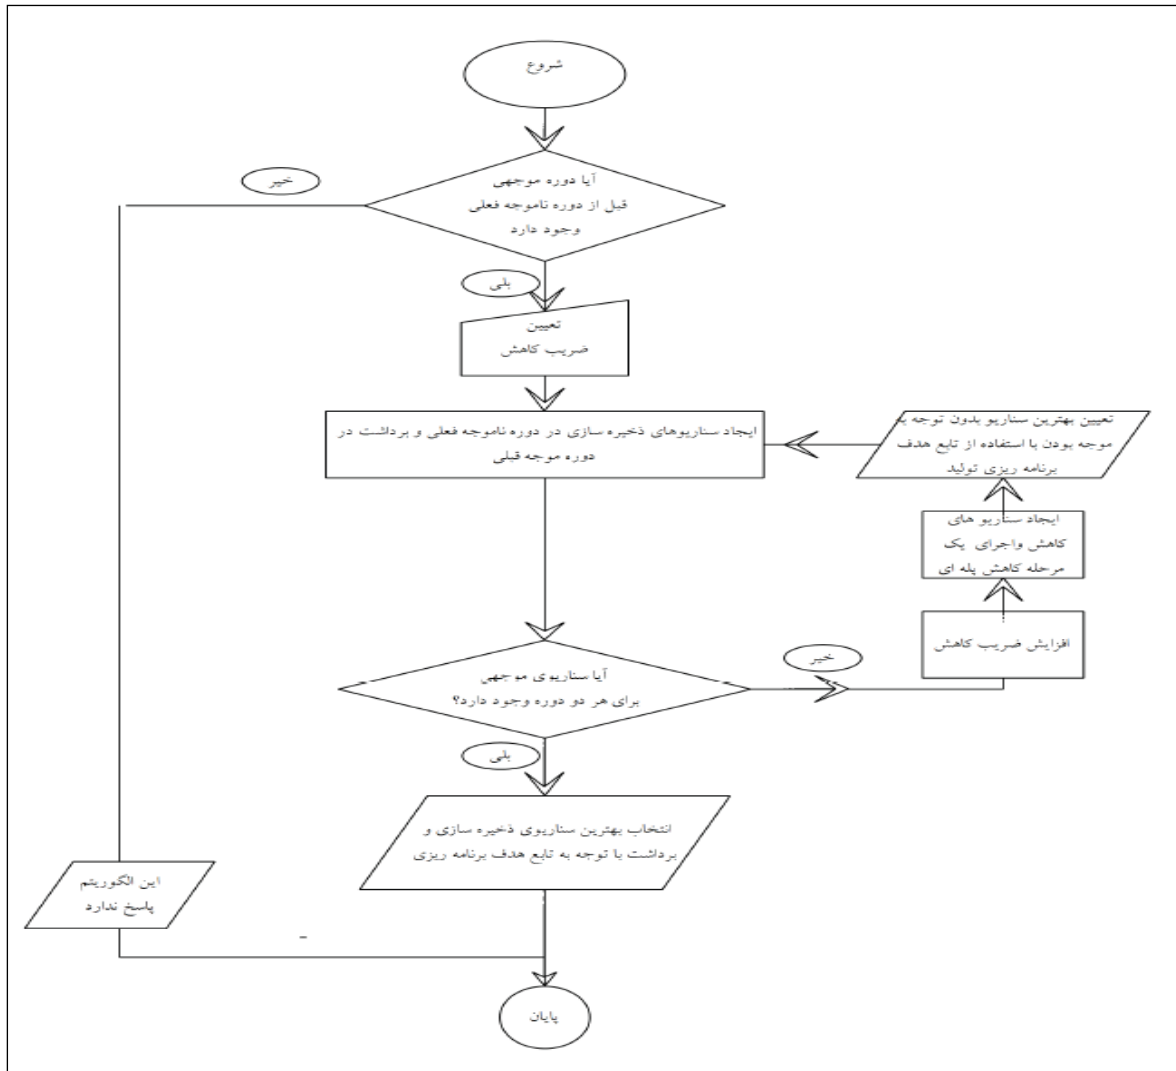 شروع
آیا دوره موجهی
قبل از دوره ناموجه فعلی
وجود دارد
خیر
بلی
تعیین
ضریب کاهش
ایجاد سناریوهای ذخیره سازی در دوره ناموجه فعلی و برداشت در
دوره موجه قبلی
تعیین بهترین سناریو بدون توجه به
موجه بودن با استفاده از تابع هدف
برنامه ریزی تولید
ایجاد سناریو های
کاهش واجرای یک
مرحله کاهش پله ای
افزایش ضریب کاهش
خیر
آیا سناریوی موجهی
برای هر دو دوره وجود دارد؟
بلی
انتخاب بهترین سناریوی ذخیره سازی و
برداشت با توجه به تابع هدف برنامه ریزی
این الگوریتم
پاسخ ندارد
پایان